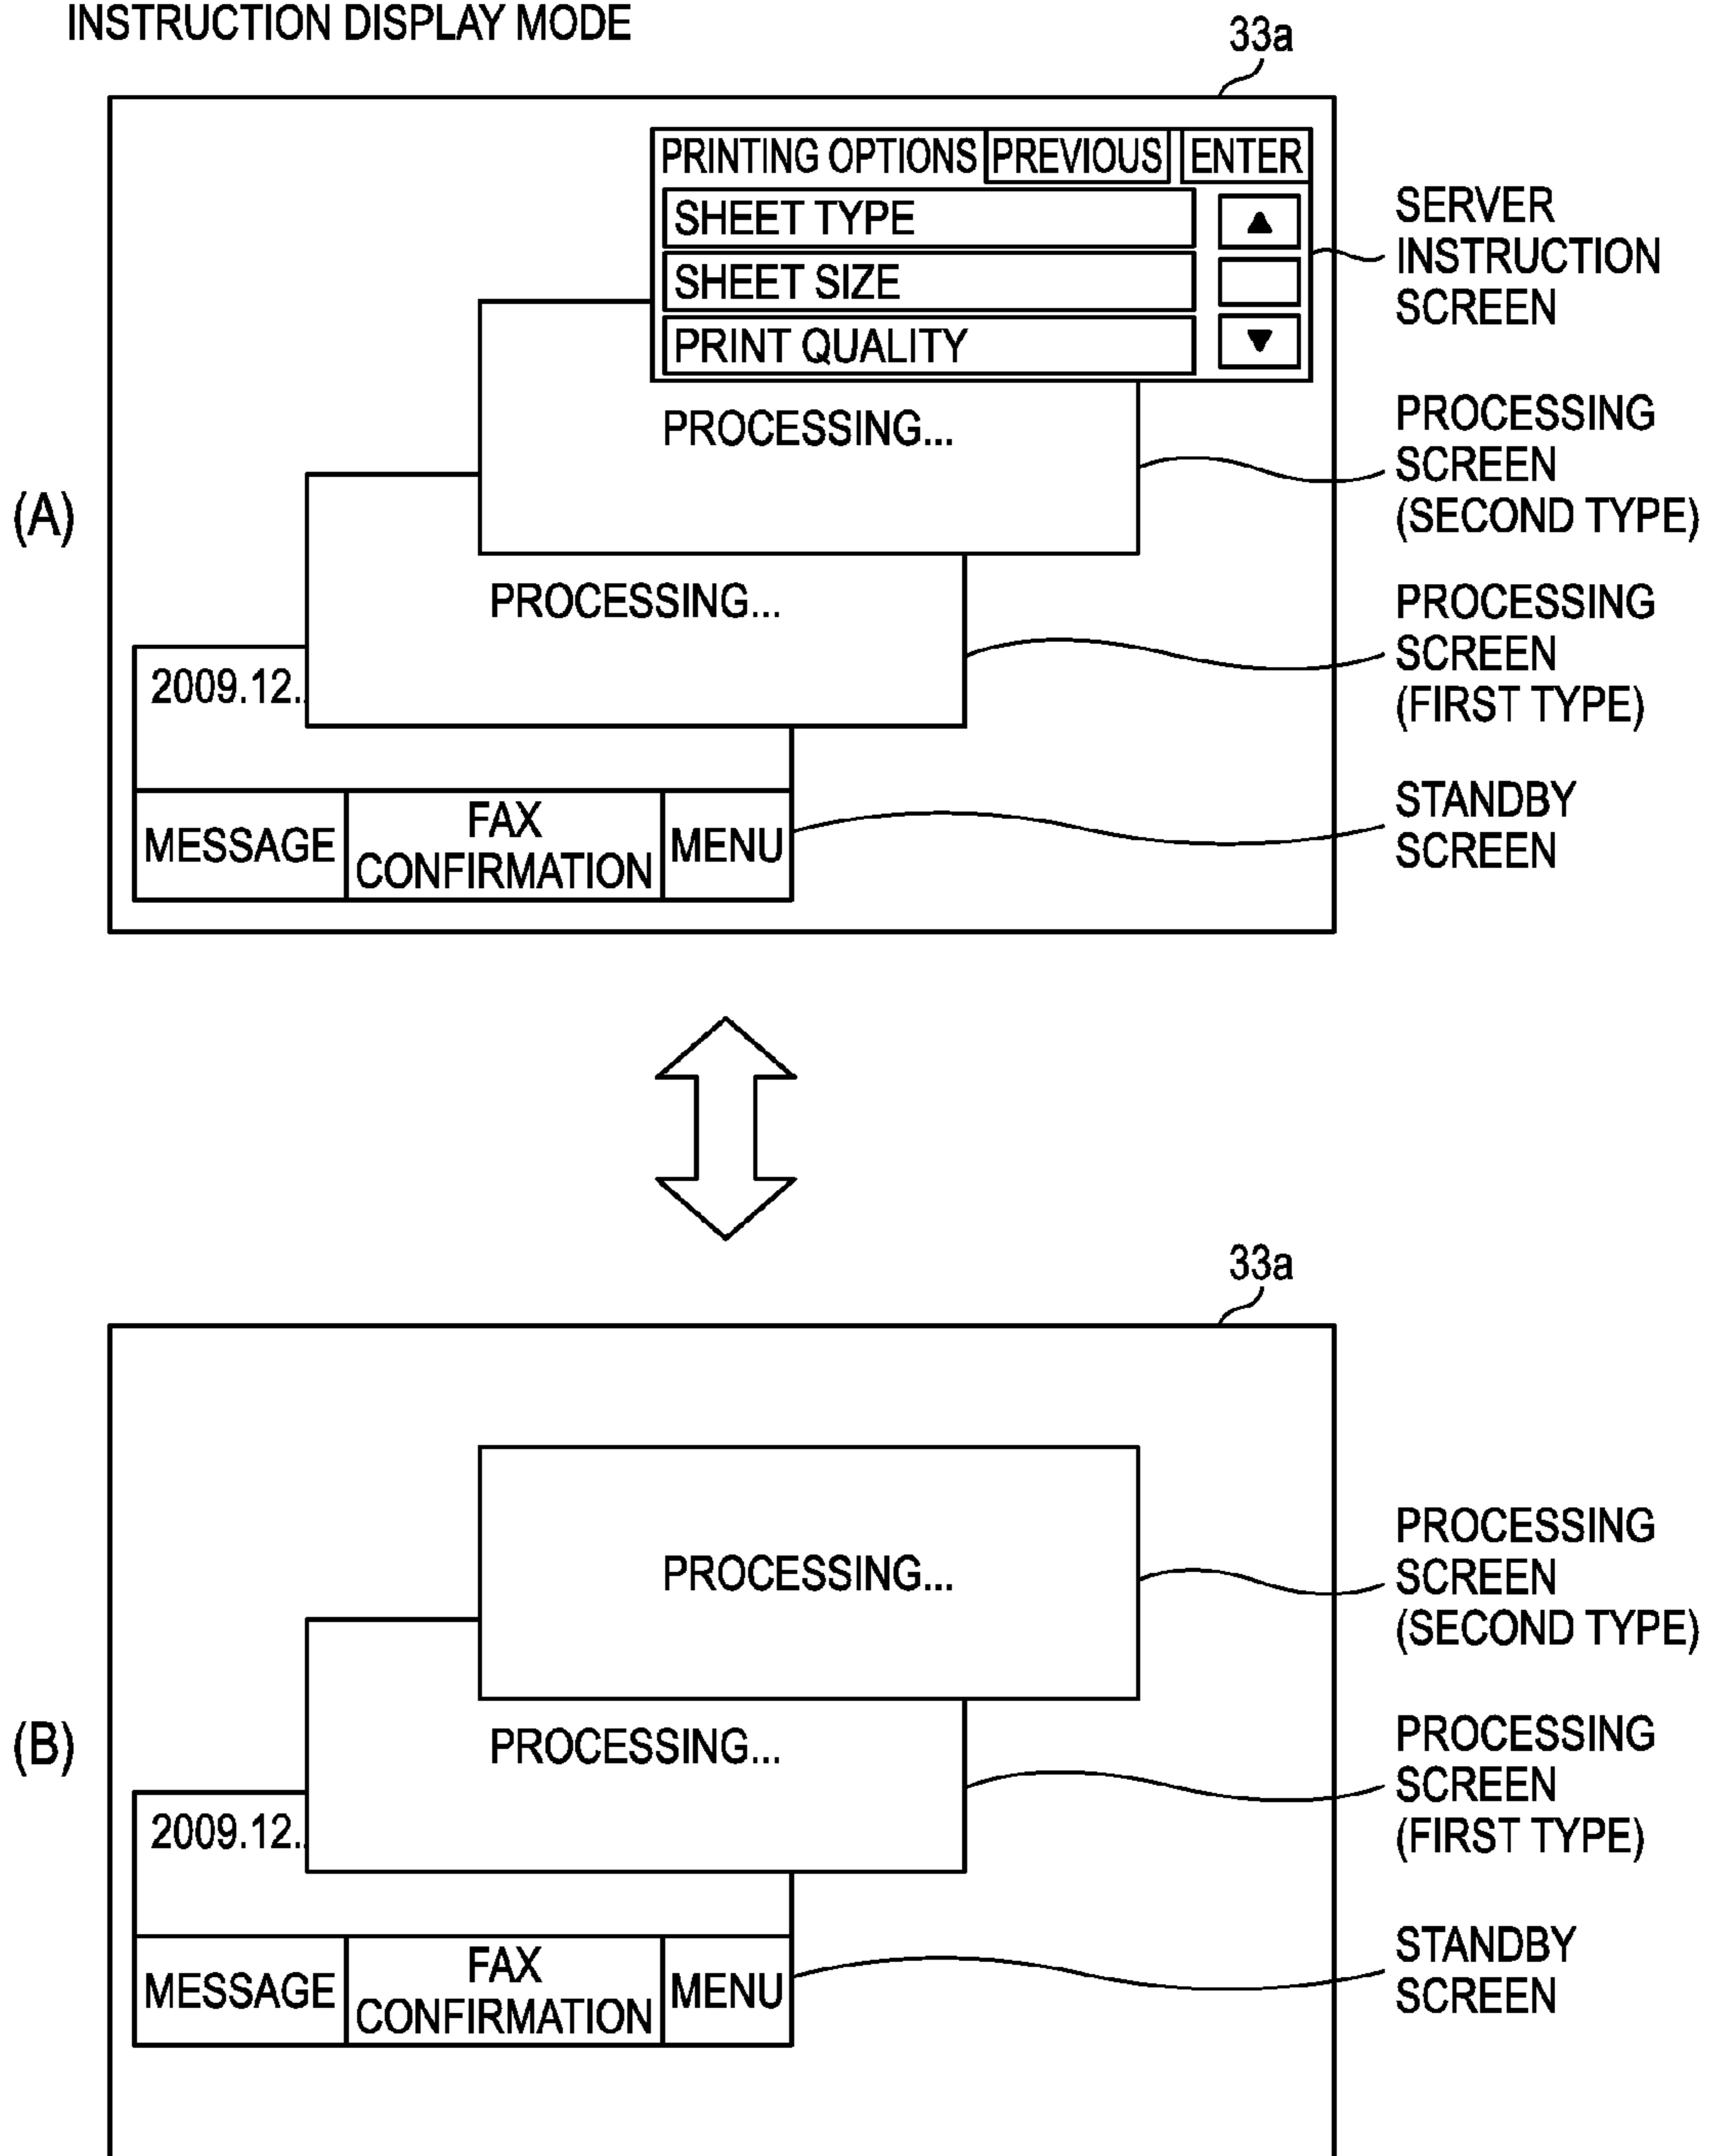 INSTRUCTION DISPLAY MODE
33a
PRINTING OPTIONS PREVIOUS ENTER
SHEET TYPE ▲
SHEET SIZE
PRINT QUALITY ▼
SERVER
INSTRUCTION
SCREEN
PROCESSING...
PROCESSING
SCREEN
(SECOND TYPE)
(A)
PROCESSING...
PROCESSING
SCREEN
(FIRST TYPE)
2009.12..
MESSAGE
FAX
CONFIRMATION
MENU
STANDBY
SCREEN
33a
PROCESSING...
PROCESSING
SCREEN
(SECOND TYPE)
(B)
PROCESSING...
PROCESSING
SCREEN
(FIRST TYPE)
2009.12..
MESSAGE
FAX
CONFIRMATION
MENU
STANDBY
SCREEN